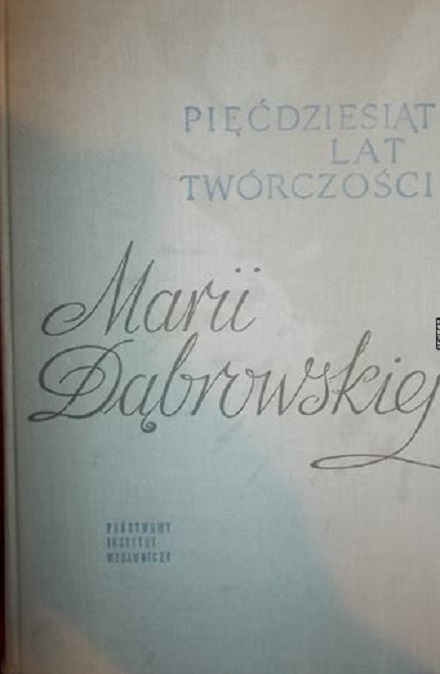 PIĘĆDZIESIĄT
LAT
TWÓRCZOŚCI
Marii
Dąbrowskiej
PAŃSTWOWY
INSTYTUT
WYDAWNICZY